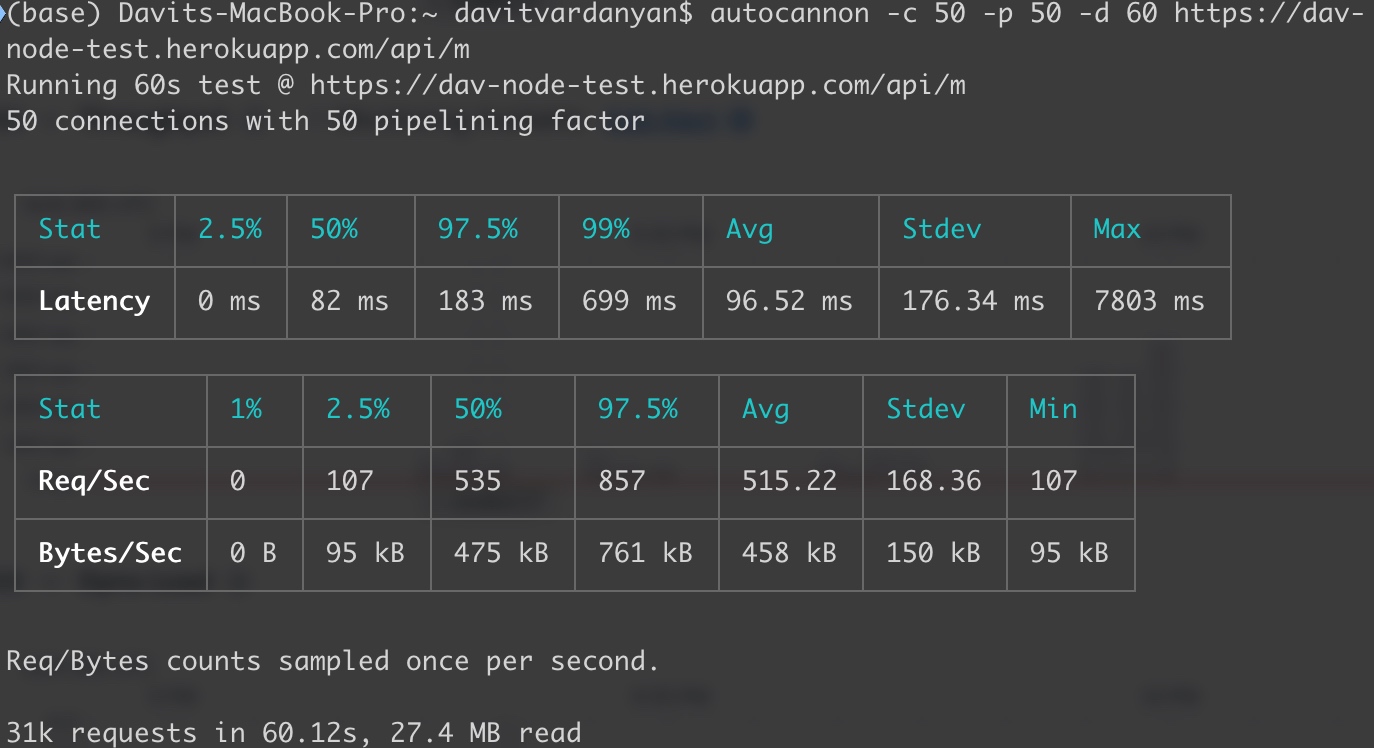 (base) Davits-MacBook-Pro:~ davitvardanyan$ autocannon -c 50 -p 50 -d 60 https://dav-
node-test.herokuapp.com/api/m
Running 60s test @ https://dav-node-test.herokuapp.com/api/m
50 connections with 50 pipelining factor
Stat 2.5% 50% 97.5% 99% Avg Stdev Max
Latency 0 ms 82 ms 183 ms 699 ms 96.52 ms 176.34 ms 7803 ms
Stat 1% 2.5% 50% 97.5% Avg Stdev Min
Req/Sec 0 107 535 857 515.22 168.36 107
Bytes/Sec 0 B 95 kB 475 kB 761 kB 458 kB 150 kB 95 kB
Req/Bytes counts sampled once per second.
31k requests in 60.12s, 27.4 MB read